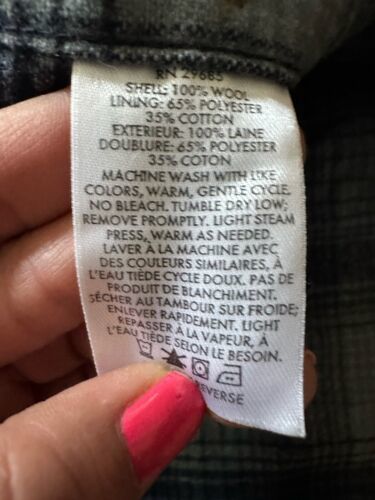 RN 29685
SHELL: 100% WOOL
LINING: 65% POLYESTER
35% COTTON
EXTERIEUR: 100% LAINE
DOUBLURE: 65% POLYESTER
35% COTON
MACHINE WASH WITH LIKE
COLORS, WARM, GENTLE CYCLE.
NO BLEACH. TUMBLE DRY LOW;
REMOVE PROMPTLY. LIGHT STEAM
PRESS, WARM AS NEEDED.
LAVER À LA MACHINE AVEC
DES COULEURS SIMILAIRES, À
L'EAU TIÈDE CYCLE DOUX. PAS DE
PRODUIT DE BLANCHIMENT.
SÉCHER AU TAMBOUR SUR FROIDE;
ENLEVER RAPIDEMENT. LIGHT
REPASSER À LA VAPEUR, À
L'EAU TIÈDE SELON LE BESOIN.
REVERSE